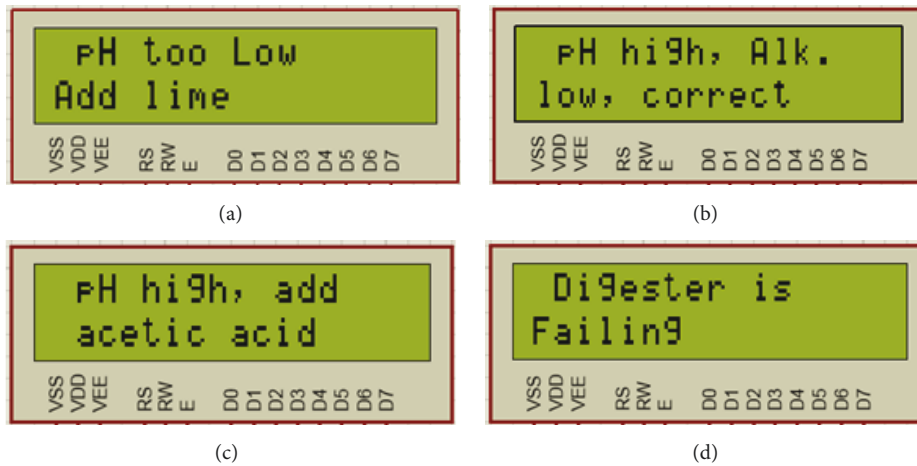 pH too Low
Add lime
VSS VDD VEE RS RW E D0 D1 D2 D3 D4 D5 D6 D7
(a)
pH high, Alk.
low, correct
VSS VDD VEE RS RW E D0 D1 D2 D3 D4 D5 D6 D7
(b)
pH high, add
acetic acid
VSS VDD VEE RS RW E D0 D1 D2 D3 D4 D5 D6 D7
(c)
Digester is
Failing
VSS VDD VEE RS RW E D0 D1 D2 D3 D4 D5 D6 D7
(d)